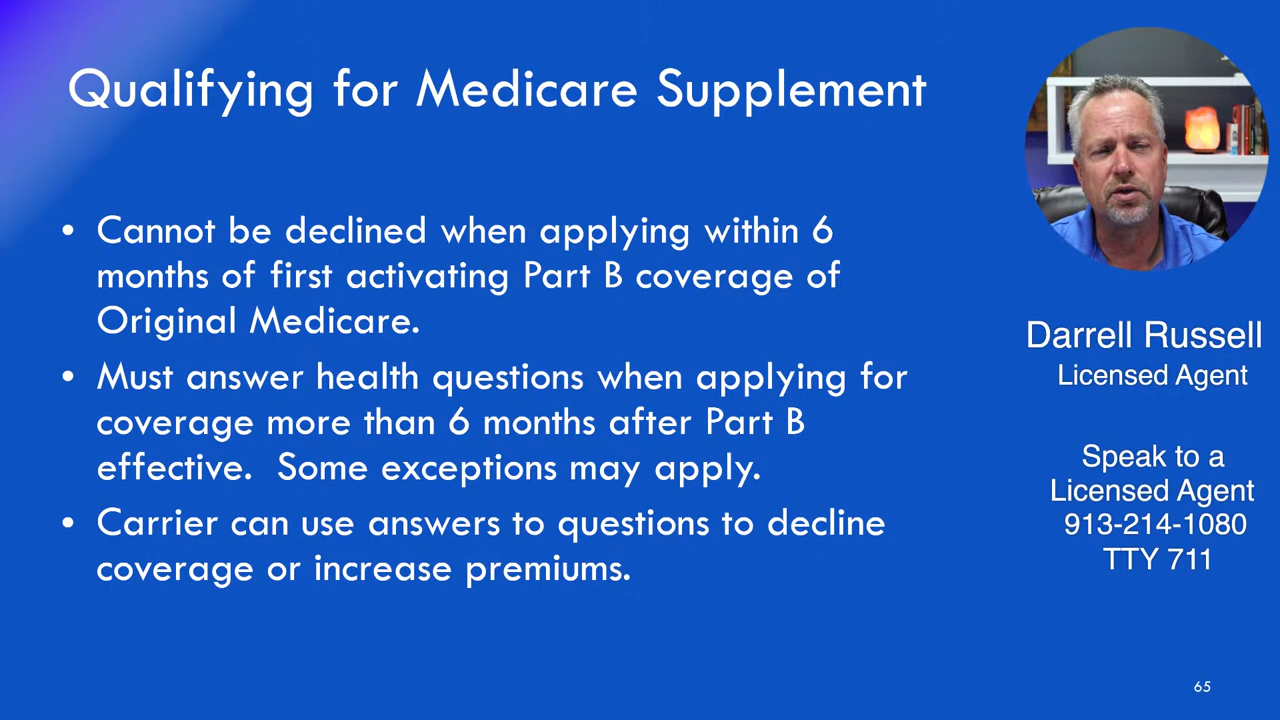 Qualifying for Medicare Supplement
• Cannot be declined when applying within 6
months of first activating Part B coverage of
Original Medicare.
• Must answer health questions when applying for
coverage more than 6 months after Part B
effective.  Some exceptions may apply.
• Carrier can use answers to questions to decline
coverage or increase premiums.
Darrell Russell
Licensed Agent
Speak to a
Licensed Agent
913-214-1080
TTY 711
65